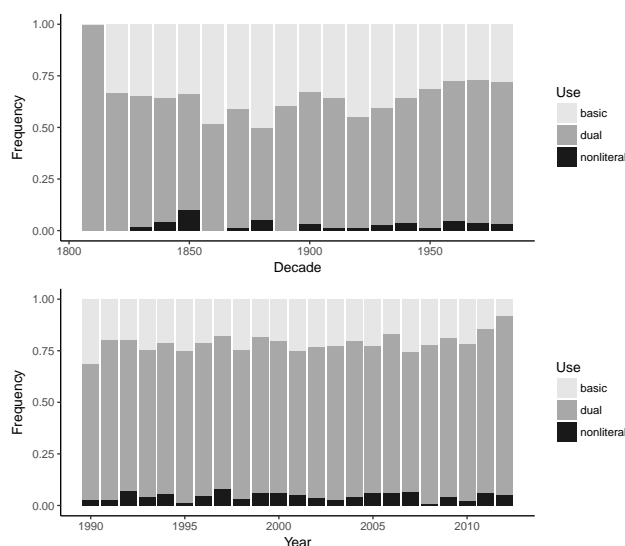 1.00
0.75
0.50
0.25
0.00
Frequency
1800
1850
1900
1950
Decade
Use
basic
dual
nonliteral
1.00
0.75
0.50
0.25
0.00
Frequency
1990
1995
2000
2005
2010
Year
Use
basic
dual
nonliteral